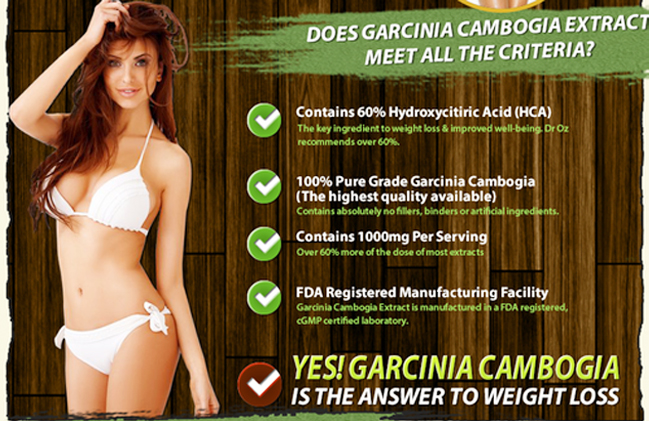 DOES GARCINIA CAMBOGIA EXTRACT
MEET ALL THE CRITERIA?
Contains 60% Hydroxycitiric Acid (HCA)
The key ingredient to weight loss & improved well-being. Dr Oz
recommends over 60%.
100% Pure Grade Garcinia Cambogia
(The highest quality available)
Contains absolutely no fillers, binders or artificial ingredients.
Contains 1000mg Per Serving
Over 60% more of the dose of most extracts
FDA Registered Manufacturing Facility
Garcinia Cambogia Extract is manufactured in a FDA registered,
cGMP certified laboratory.
YES! GARCINIA CAMBOGIA
IS THE ANSWER TO WEIGHT LOSS